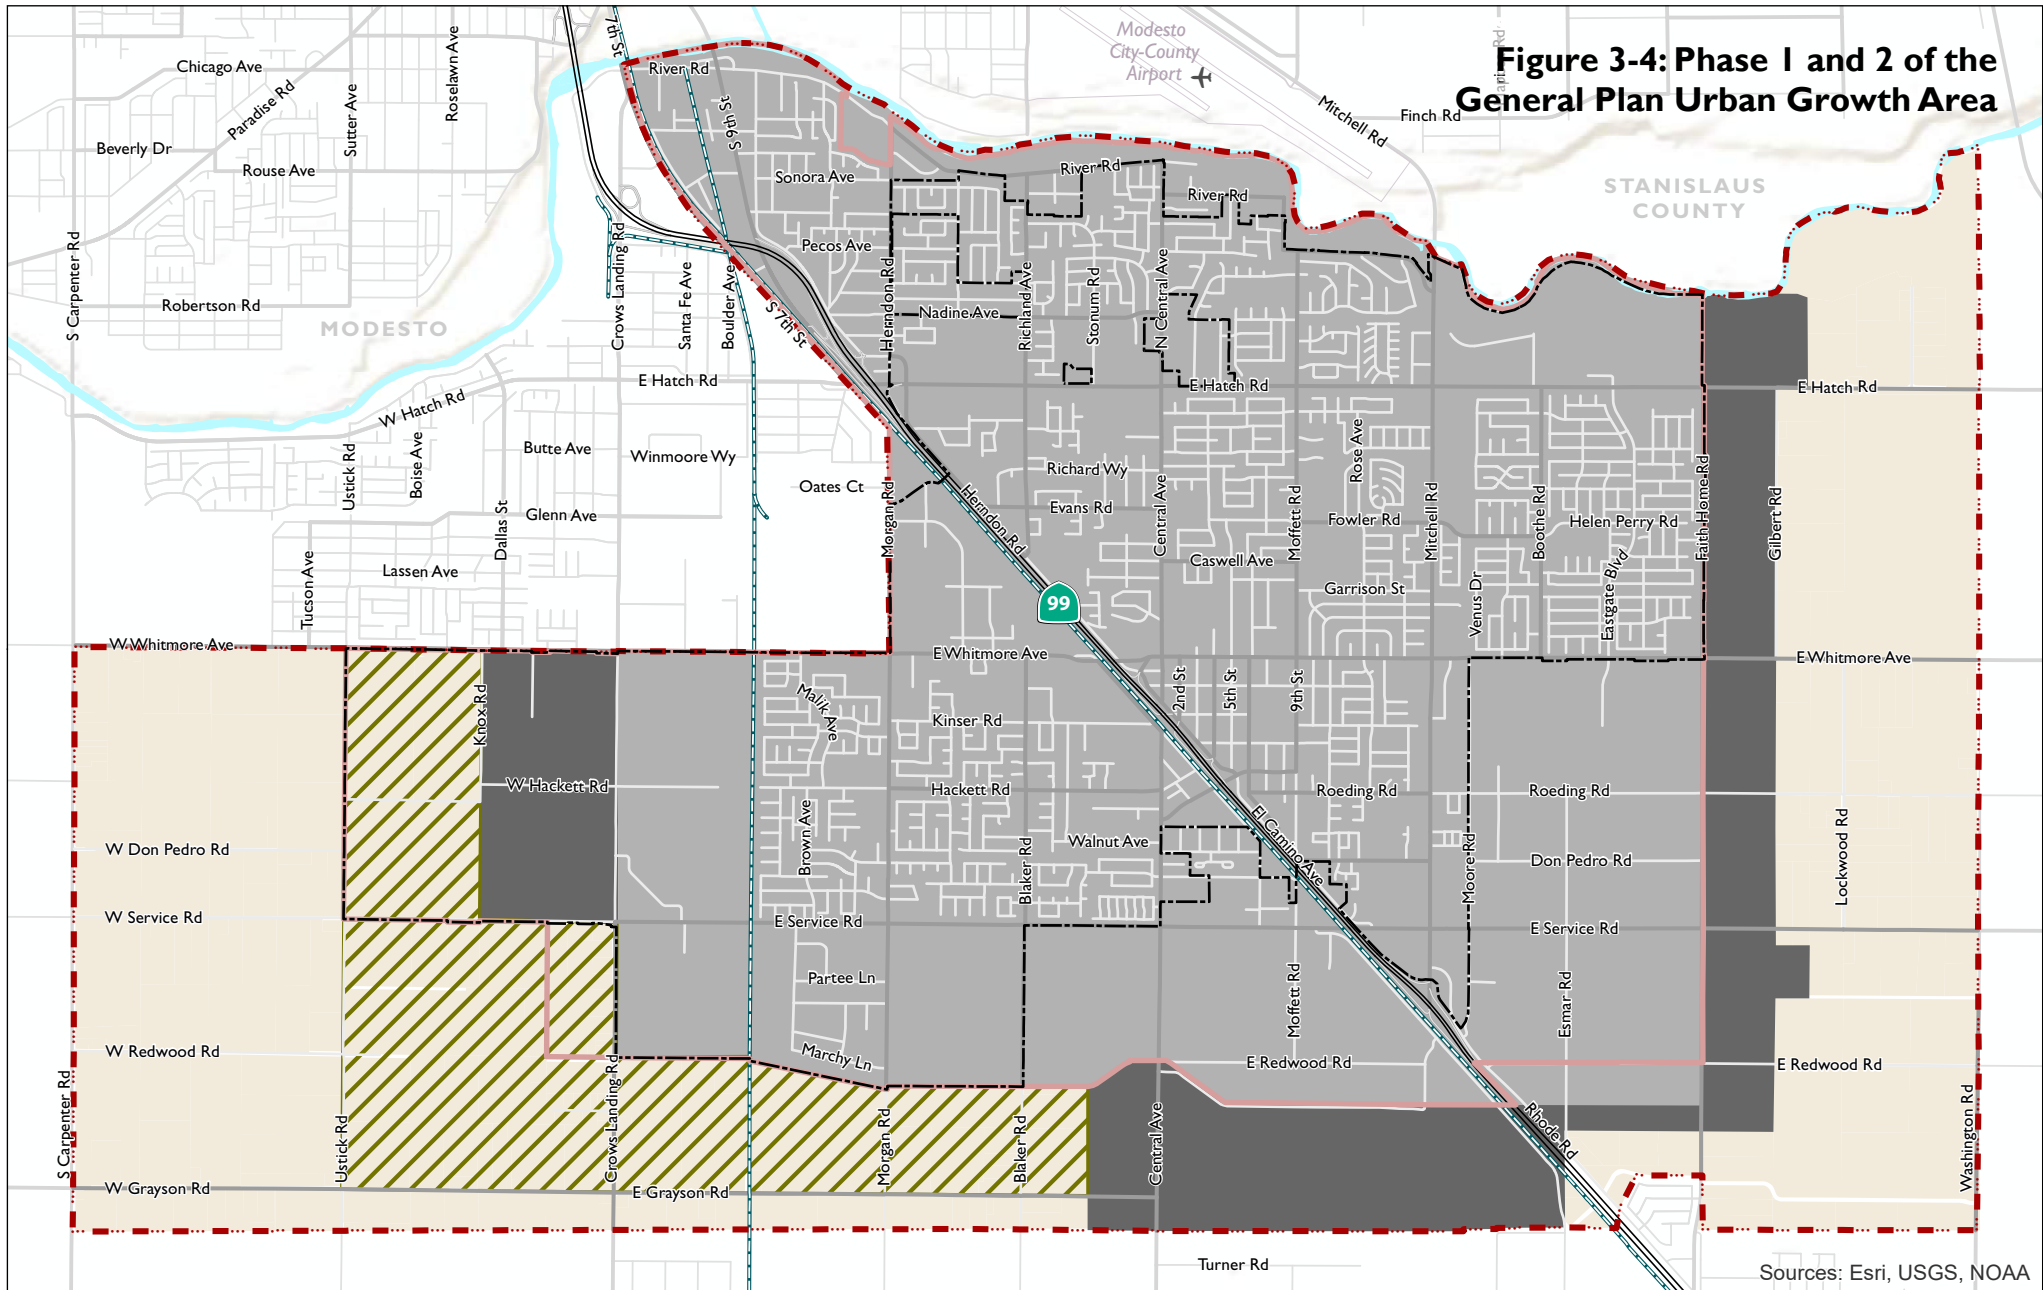 Figure 3-4: Phase 1 and 2 of the
General Plan Urban Growth Area
Modesto
City-County
Airport
STANISLAUS
COUNTY
MODESTO
7th St
River Rd
S 9th St
Chicago Ave
Paradise Rd
Sutter Ave
Roselawn Ave
Beverly Dr
Rouse Ave
Mitchell Rd
Finch Rd
Sonora Ave
River Rd
River Rd
Pecos Ave
S Carpenter Rd
Robertson Rd
Crows Landing Rd
Santa Fe Ave
Boulder Ave
S 7th St
Herndon Rd
Nadine Ave
Richland Ave
Stonum Rd
N Central Ave
E Hatch Rd
E Hatch Rd
E Hatch Rd
W Hatch Rd
Ustick Rd
Boise Ave
Butte Ave
Winmoore Wy
Oates Ct
Richard Wy
Rose Ave
Dallas St
Glenn Ave
Morgan Rd
Herndon Rd
Evans Rd
Central Ave
Moffett Rd
Fowler Rd
Mitchell Rd
Boothe Rd
Helen Perry Rd
Faith Home Rd
Gilbert Rd
Tucson Ave
Lassen Ave
Caswell Ave
Garrison St
Venus Dr
Eastgate Blvd
99
W Whitmore Ave
E Whitmore Ave
E Whitmore Ave
Knox Rd
Malik Ave
Kinser Rd
2nd St
5th St
9th St
W Hackett Rd
Hackett Rd
Roeding Rd
Roeding Rd
Brown Ave
Walnut Ave
El Camino Ave
Blaker Rd
Moore Rd
Don Pedro Rd
Lockwood Rd
W Don Pedro Rd
W Service Rd
E Service Rd
E Service Rd
Partee Ln
Moffett Rd
Esmar Rd
W Redwood Rd
Marchy Ln
E Redwood Rd
E Redwood Rd
S Carpenter Rd
Ustick Rd
Crows Landing Rd
Morgan Rd
Blaker Rd
Central Ave
Rhode Rd
Washington Rd
W Grayson Rd
E Grayson Rd
Turner Rd
Sources: Esri, USGS, NOAA